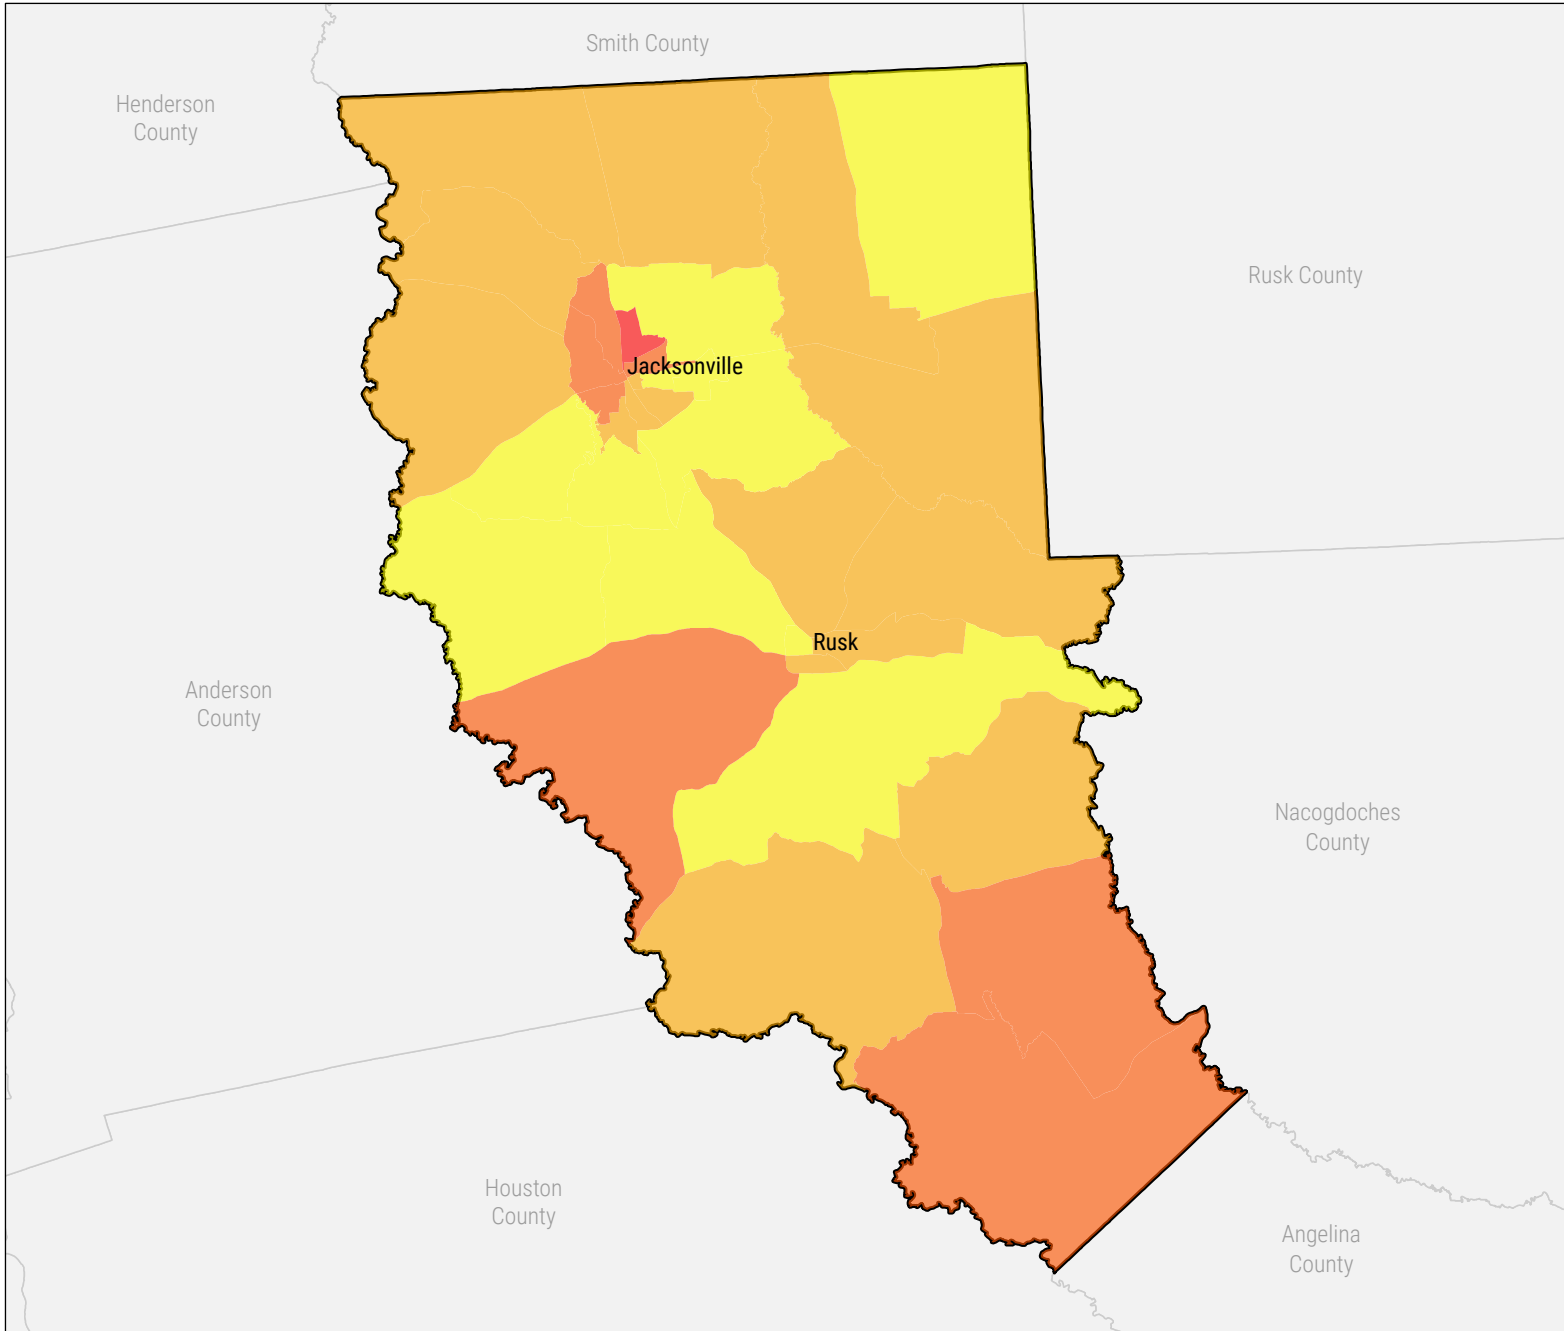 Smith County
Henderson
County
Rusk County
Jacksonville
Rusk
Anderson
County
Nacogdoches
County
Houston
County
Angelina
County